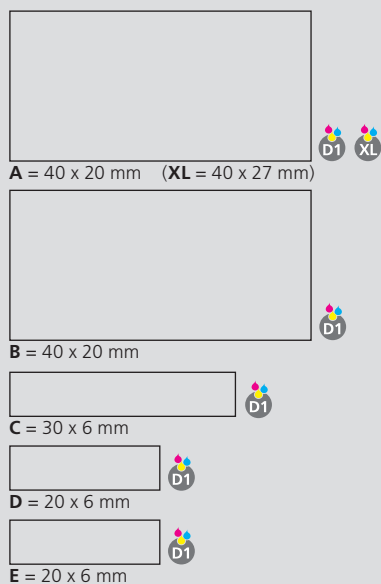 D1 XL
A = 40 x 20 mm (XL = 40 x 27 mm)
D1
B = 40 x 20 mm
D1
C = 30 x 6 mm
D1
D = 20 x 6 mm
D1
E = 20 x 6 mm